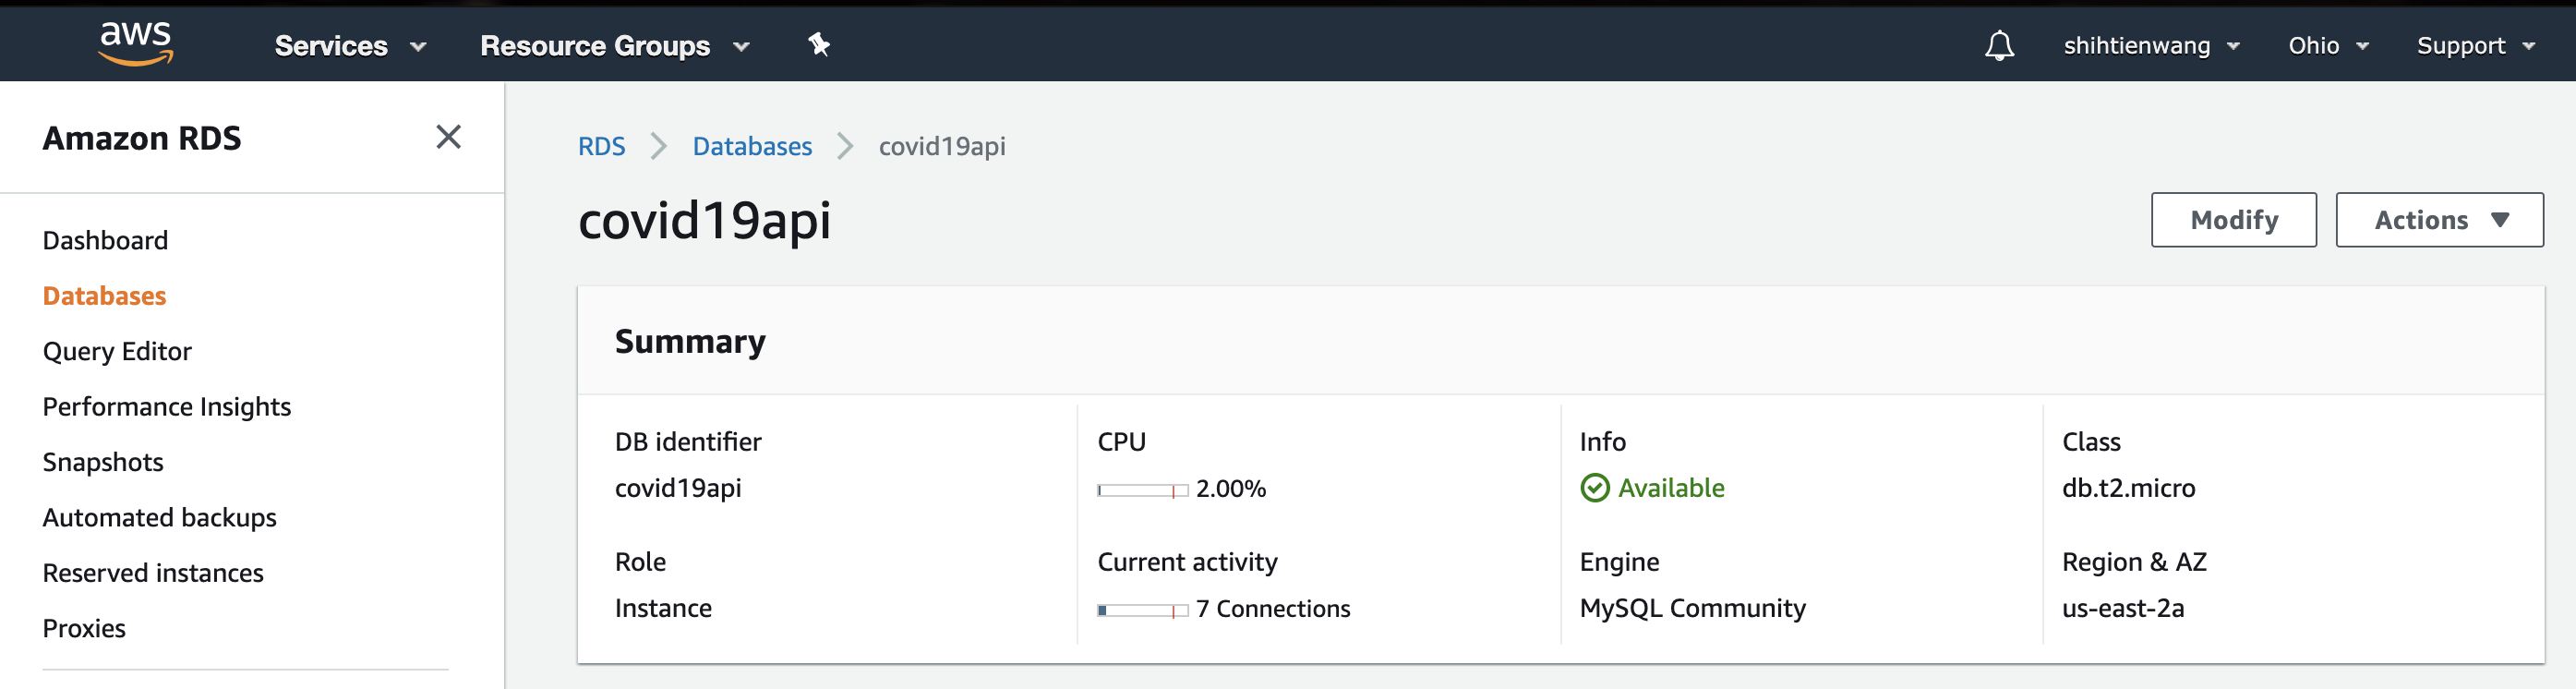 aws Services Resource Groups shihtienwang Ohio Support
Amazon RDS
Dashboard
Databases
Query Editor
Performance Insights
Snapshots
Automated backups
Reserved instances
Proxies
RDS Databases covid19api
covid19api
Modify Actions
Summary
DB identifier
covid19api
Role
Instance
CPU
2.00%
Current activity
7 Connections
Info
Available
Engine
MySQL Community
Class
db.t2.micro
Region & AZ
us-east-2a